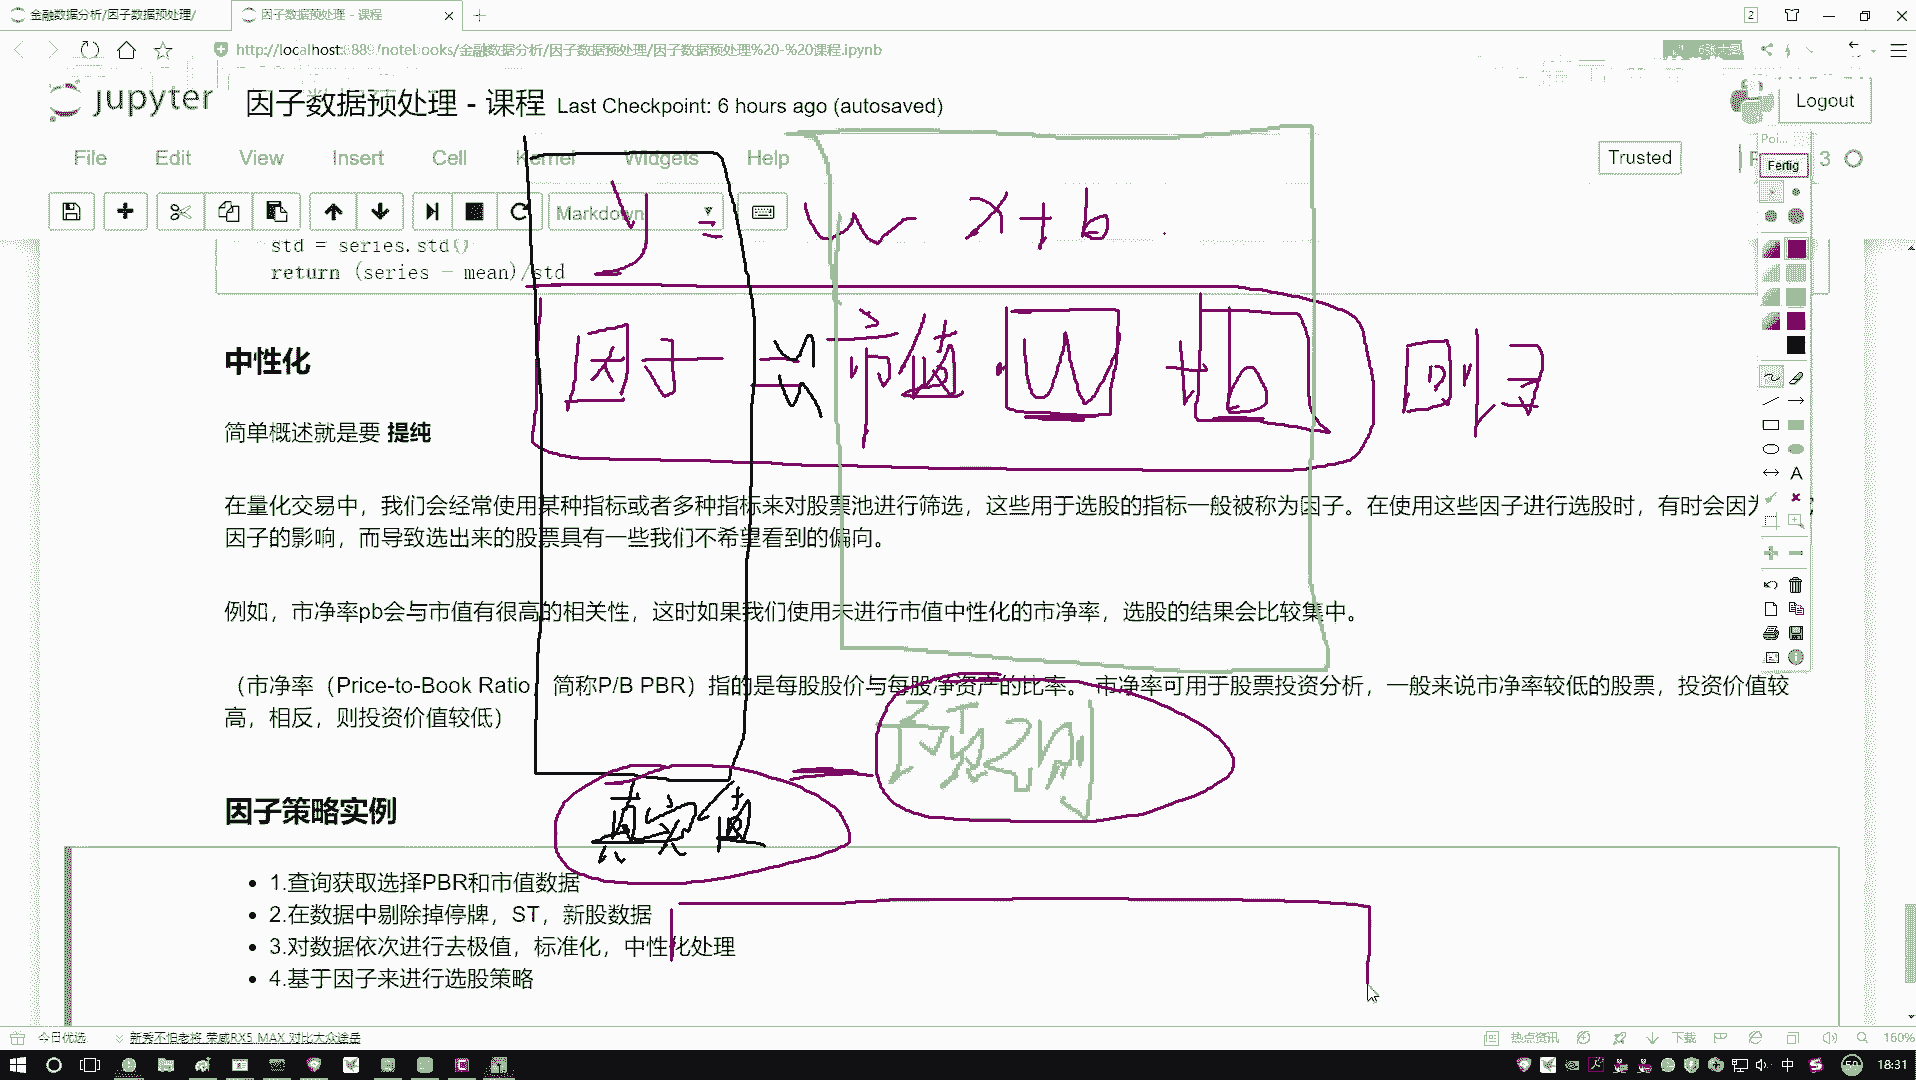 金融数据分析/因子数据预处理/
因子数据预处理 - 课程
2
http://localhost:8889/notebooks/金融数据分析/因子数据预处理/因子数据预处理%20-%20课程.ipynb
jupyter 因子数据预处理 - 课程 Last Checkpoint: 6 hours ago (autosaved)
Logout
File Edit View Insert Cell Kernel Widgets Help
Trusted
3
Fertig
Markdown
y = w x + b
std = series.std()
return (series - mean)/std
因子 市值 · W + b 回归
中性化
简单概述就是要 提纯
在量化交易中，我们会经常使用某种指标或者多种指标来对股票池进行筛选，这些用于选股的指标一般被称为因子。在使用这些因子进行选股时，有时会因为
因子的影响，而导致选出来的股票具有一些我们不希望看到的偏向。
例如，市净率pb会与市值有很高的相关性，这时如果我们使用未进行市值中性化的市净率，选股的结果会比较集中。
（市净率（Price-to-Book Ratio，简称P/B PBR）指的是每股股价与每股净资产的比率。 市净率可用于股票投资分析，一般来说市净率较低的股票，投资价值较
高，相反，则投资价值较低）
预测
真实值
因子策略实例
1.查询获取选择PBR和市值数据
2.在数据中剔除掉停牌，ST，新股数据
3.对数据依次进行去极值，标准化，中性化处理
4.基于因子来进行选股策略
今日优选
新秀不怕老将 荣威RX5 MAX 对比大众途岳
热点资讯
下载
160%
中
18:31